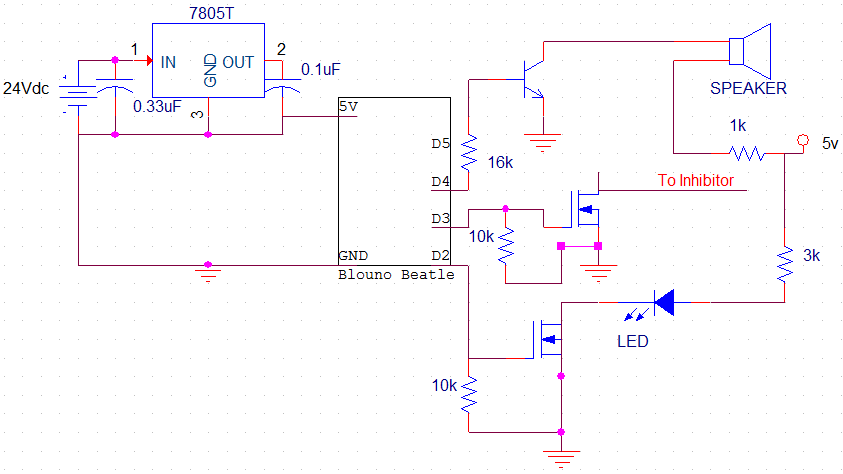 7805T
1
IN
GND
OUT
2
3
24Vdc
0.33uF
0.1uF
5V
D5
D4
D3
D2
GND
Blouno Beatle
16k
10k
SPEAKER
1k
5v
To Inhibitor
3k
LED
10k